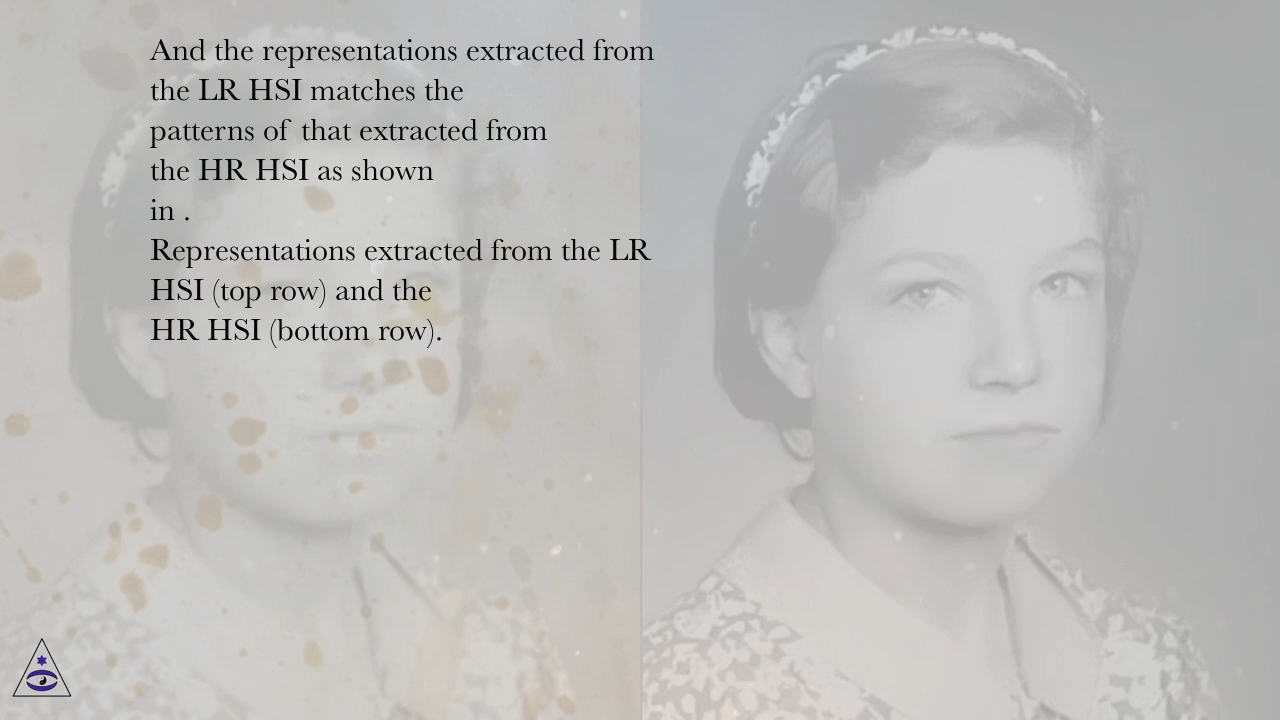 And the representations extracted from
the LR HSI matches the
patterns of that extracted from
the HR HSI as shown
in .
Representations extracted from the LR
HSI (top row) and the
HR HSI (bottom row).